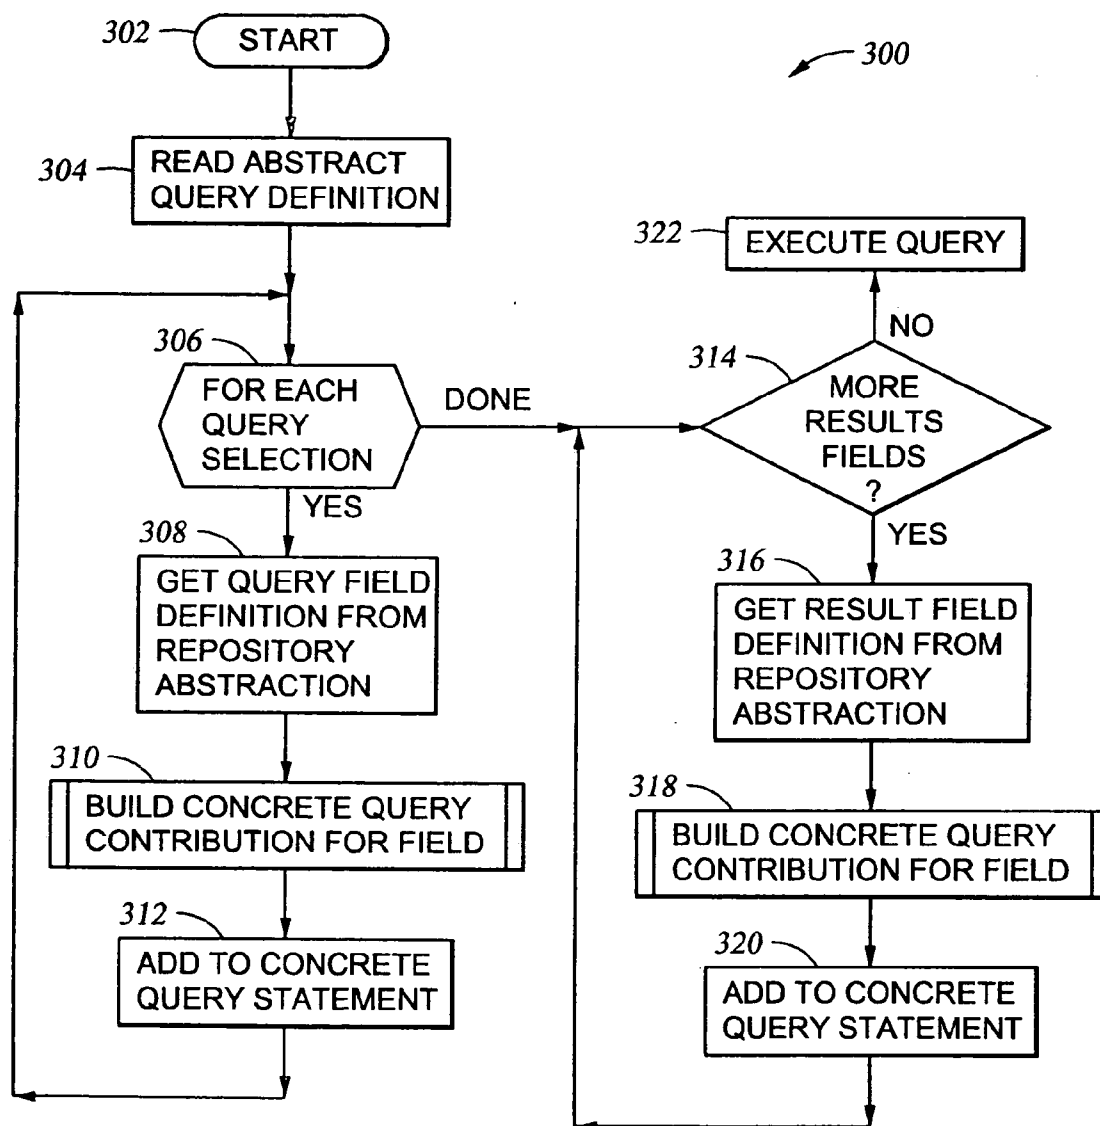 302
START
300
304
READ ABSTRACT
QUERY DEFINITION
322
EXECUTE QUERY
NO
306
FOR EACH
QUERY
SELECTION
DONE
314
MORE
RESULTS
FIELDS
?
YES
YES
308
GET QUERY FIELD
DEFINITION FROM
REPOSITORY
ABSTRACTION
316
GET RESULT FIELD
DEFINITION FROM
REPOSITORY
ABSTRACTION
310
BUILD CONCRETE QUERY
CONTRIBUTION FOR FIELD
318
BUILD CONCRETE QUERY
CONTRIBUTION FOR FIELD
312
ADD TO CONCRETE
QUERY STATEMENT
320
ADD TO CONCRETE
QUERY STATEMENT